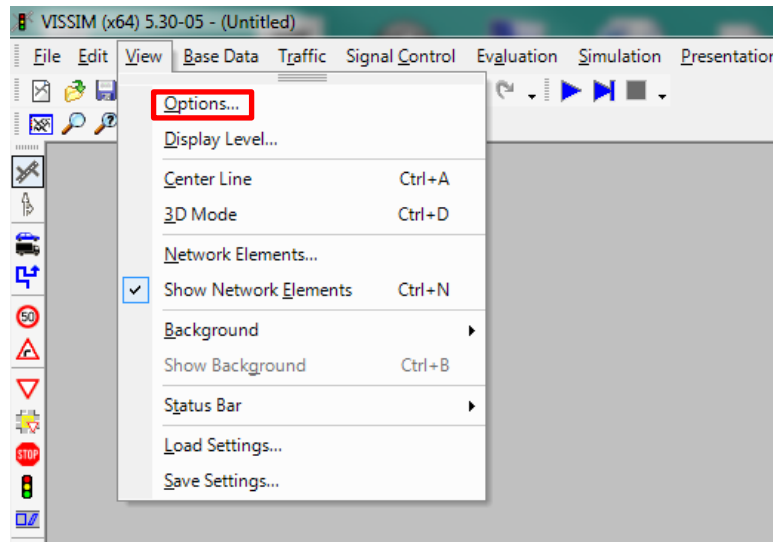 VISSIM (x64) 5.30-05 - (Untitled)
File Edit View Base Data Traffic Signal Control Evaluation Simulation Presentation
Options...
Display Level...
Center Line Ctrl+A
3D Mode Ctrl+D
Network Elements...
Show Network Elements Ctrl+N
Background
Show Background Ctrl+B
Status Bar
Load Settings...
Save Settings...
50
STOP